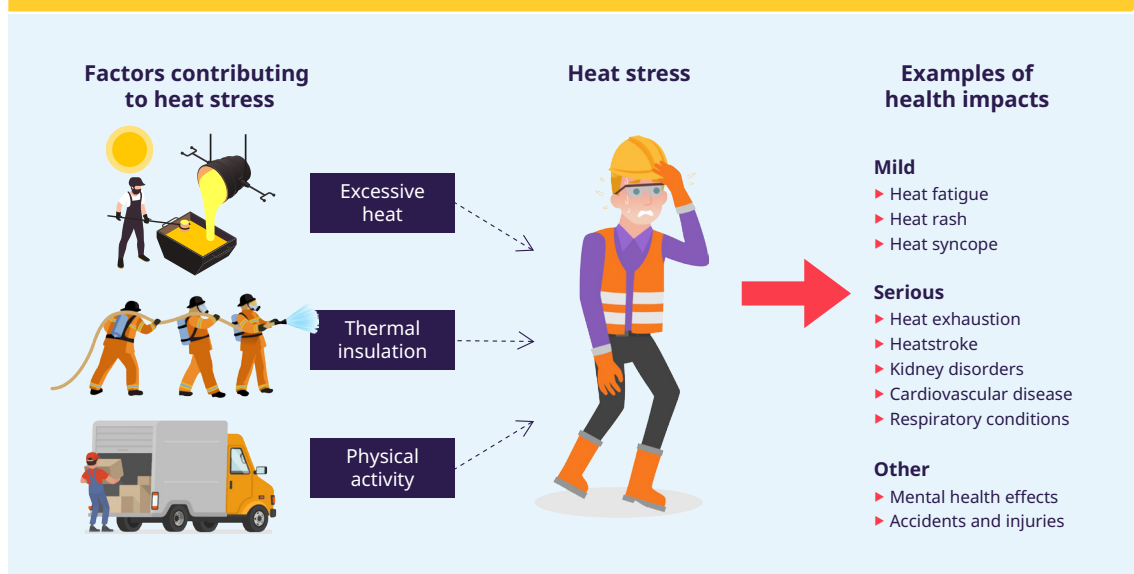 Factors contributing
to heat stress
Excessive
heat
Thermal
insulation
Physical
activity
Heat stress
Examples of
health impacts
Mild
Heat fatigue
Heat rash
Heat syncope
Serious
Heat exhaustion
Heatstroke
Kidney disorders
Cardiovascular disease
Respiratory conditions
Other
Mental health effects
Accidents and injuries